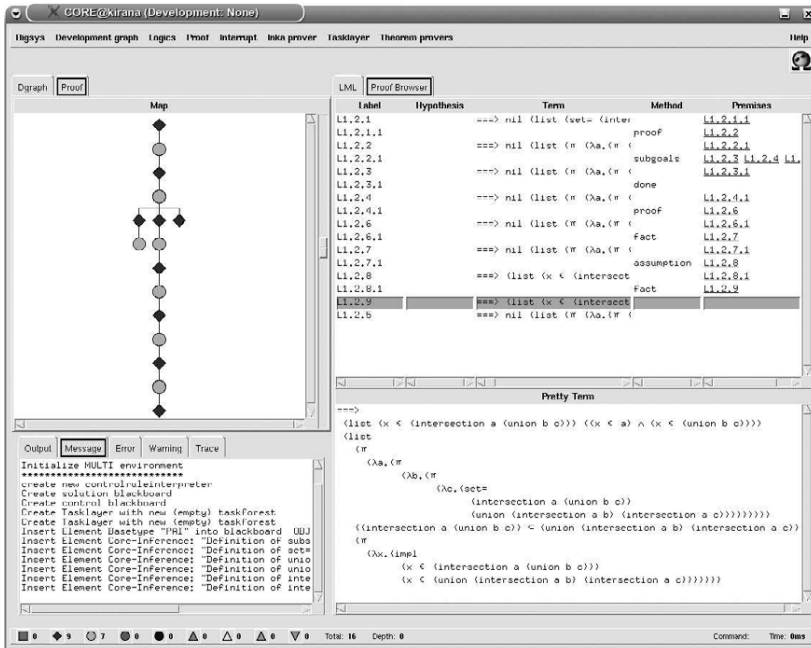 CORE@kirana (Development: None)
Digsys Development graph Logics Proof Interrupt Inka prover Tasklayer Theorem provers Help
Dgraph Proof
Map
LML Proof Browser
Label Hypothesis Term Method Premises
L1.2.1 ===> nil (list (set= (inter L1.2.1.1
L1.2.1.1 proof L1.2.2
L1.2.2 ===> nil (list (π (λa.(π ( L1.2.2.1
L1.2.2.1 subgoals L1.2.3 L1.2.4 L1.
L1.2.3 ===> nil (list (π (λa.(π ( L1.2.3.1
L1.2.3.1 done
L1.2.4 ===> nil (list (π (λa.(π ( L1.2.4.1
L1.2.4.1 proof L1.2.6
L1.2.6 ===> nil (list (π (λa.(π ( L1.2.6.1
L1.2.6.1 fact L1.2.7
L1.2.7 ===> nil (list (π (λa.(π ( L1.2.7.1
L1.2.7.1 assumption L1.2.8
L1.2.8 ===> (list (x ∈ (intersect L1.2.8.1
L1.2.8.1 fact L1.2.9
L1.2.9 ===> (list (x ∈ (intersect
L1.2.5 ===> nil (list (π (λa.(π (
Pretty Term
===>
(list (x ∈ (intersection a (union b c))) ((x ∈ a) ∧ (x ∈ (union b c))))
(list
(π
(λa.(π
(λb.(π
(λc.(set=
(intersection a (union b c))
(union (intersection a b) (intersection a c)))))))))
((intersection a (union b c)) ⊂ (union (intersection a b) (intersection a c))
(π
(λx.(impl
(x ∈ (intersection a (union b c)))
(x ∈ (union (intersection a b) (intersection a c)))))))
Output Message Error Warning Trace
Initialize MULTI environment
****************************
create new controlruleinterpreter
Create solution blackboard
Create control blackboard
Create Tasklayer with new (empty) taskforest
Create Tasklayer with new (empty) taskforest
Insert Element Basetype "PAI" into blackboard OBJ
Insert Element Core-Inference: "Definition of subs
Insert Element Core-Inference: "Definition of set=
Insert Element Core-Inference: "Definition of unio
Insert Element Core-Inference: "Definition of inte
Insert Element Core-Inference: "Definition of unio
Insert Element Core-Inference: "Definition of inte
0 9 7 0 0 0 0 0 0 Total: 16 Depth: 0 Command: Time: 0ms